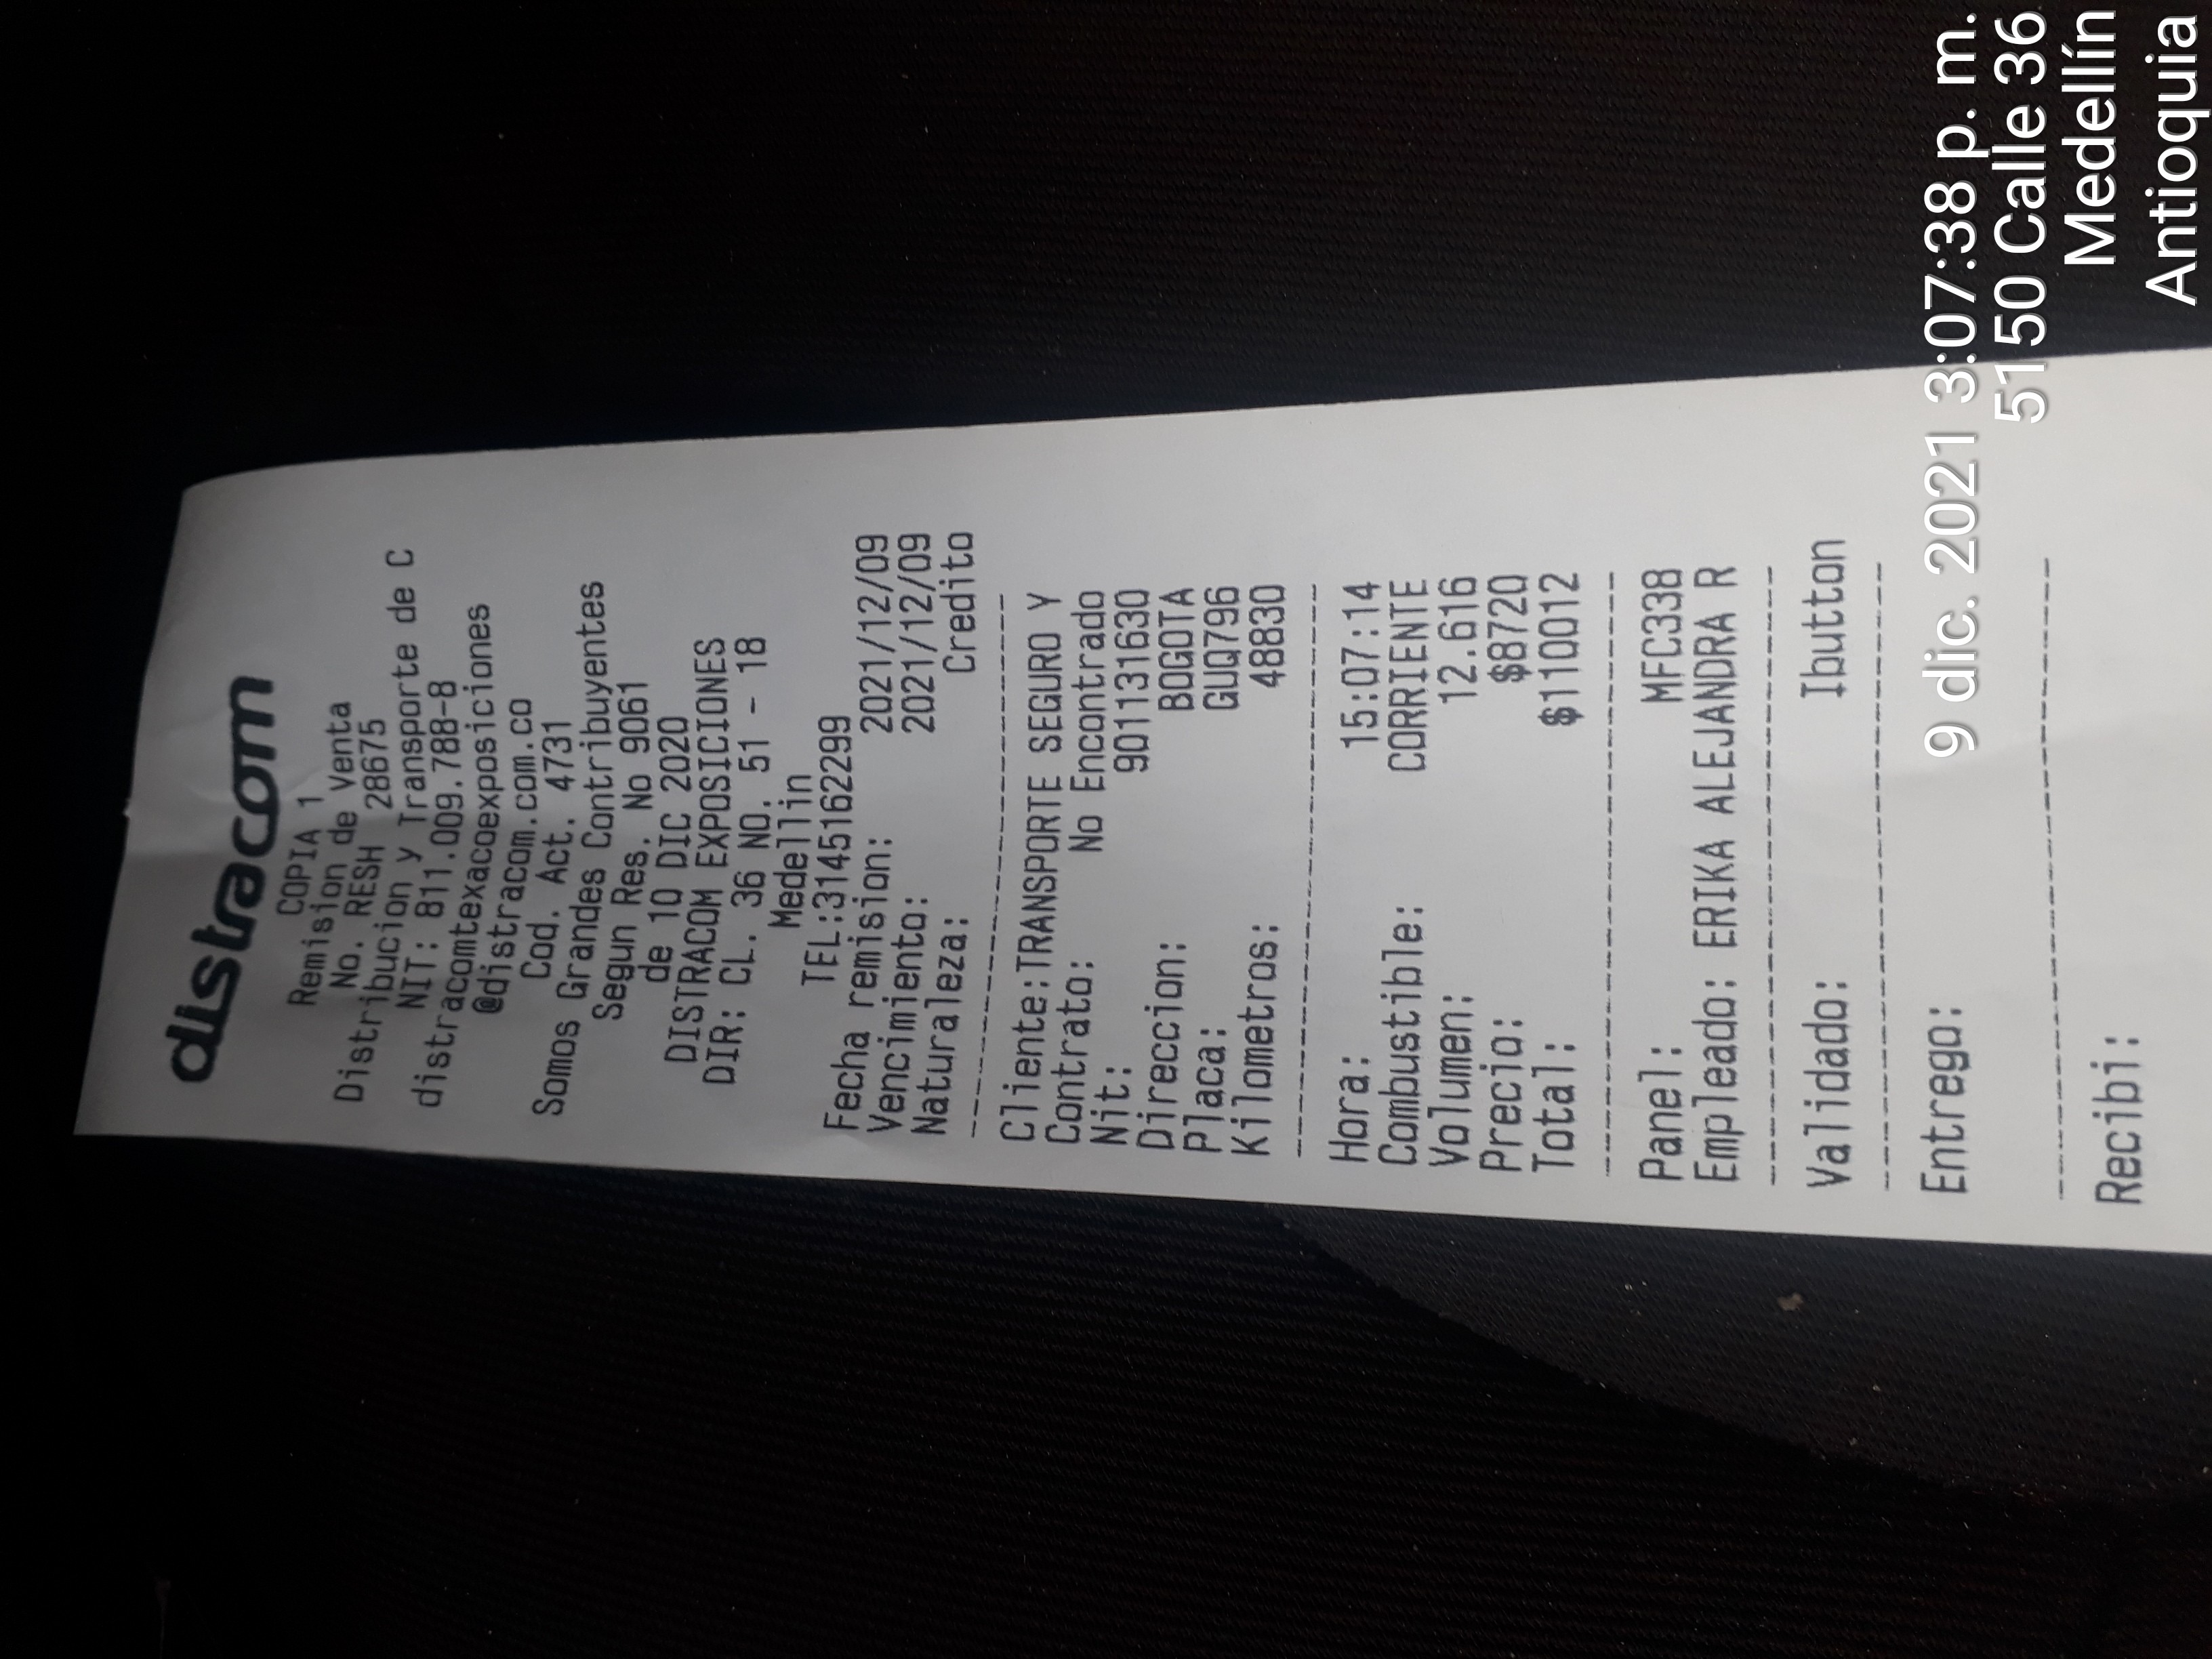 distracom
COPIA 1
Remision de Venta
No. RESH 28675
Distribucion y Transporte de C
NIT: 811.009.788-8
distracomtexacoexposiciones
@distracom.com.co
Cod. Act. 4731
Somos Grandes Contribuyentes
Segun Res. No 9061
de 10 DIC 2020
DISTRACOM EXPOSICIONES
DIR: CL. 36 NO. 51 - 18
Medellin
TEL:3145162299
Fecha remision: 2021/12/09
Vencimiento: 2021/12/09
Naturaleza: Credito
Cliente:TRANSPORTE SEGURO Y
Contrato: No Encontrado
Nit: 901131630
Direccion: BOGOTA
Placa: GUQ796
Kilometros: 48830
Hora: 15:07:14
Combustible: CORRIENTE
Volumen: 12.616
Precio: $8720
Total: $110012
Panel: MFC338
Empleado: ERIKA ALEJANDRA R
Validado: Ibutton
Entrego:
Recibi:
9 dic. 2021 3:07:38 p. m.
5150 Calle 36
Medellín
Antioquia